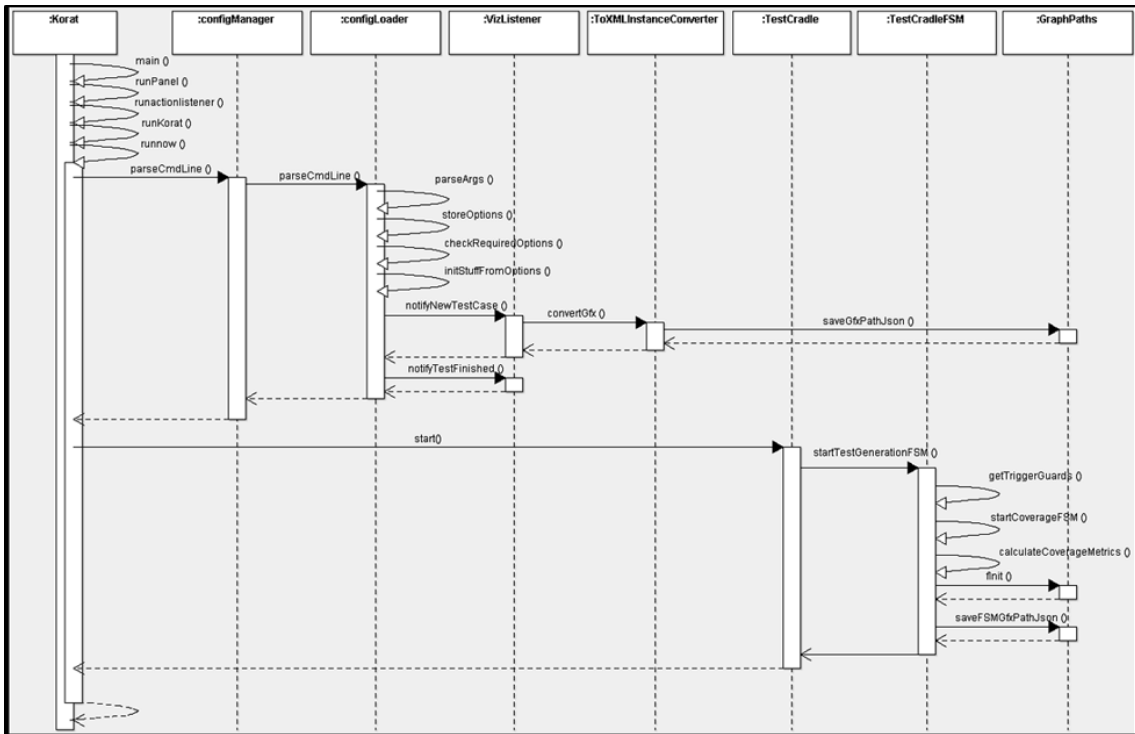 :Korat
:configManager
:configLoader
:VizListener
:ToXMLInstanceConverter
:TestCradle
:TestCradleFSM
:GraphPaths
main ()
runPanel ()
runactionlistener ()
runKorat ()
runnow ()
parseCmdLine ()
parseCmdLine ()
parseArgs ()
storeOptions ()
checkRequiredOptions ()
initStuffFromOptions ()
notifyNewTestCase ()
convertGfx ()
saveGfxPathJson ()
notifyTestFinished ()
start()
startTestGenerationFSM ()
getTriggerGuards ()
startCoverageFSM ()
calculateCoverageMetrics ()
fInit ()
saveFSMGfxPathJson ()